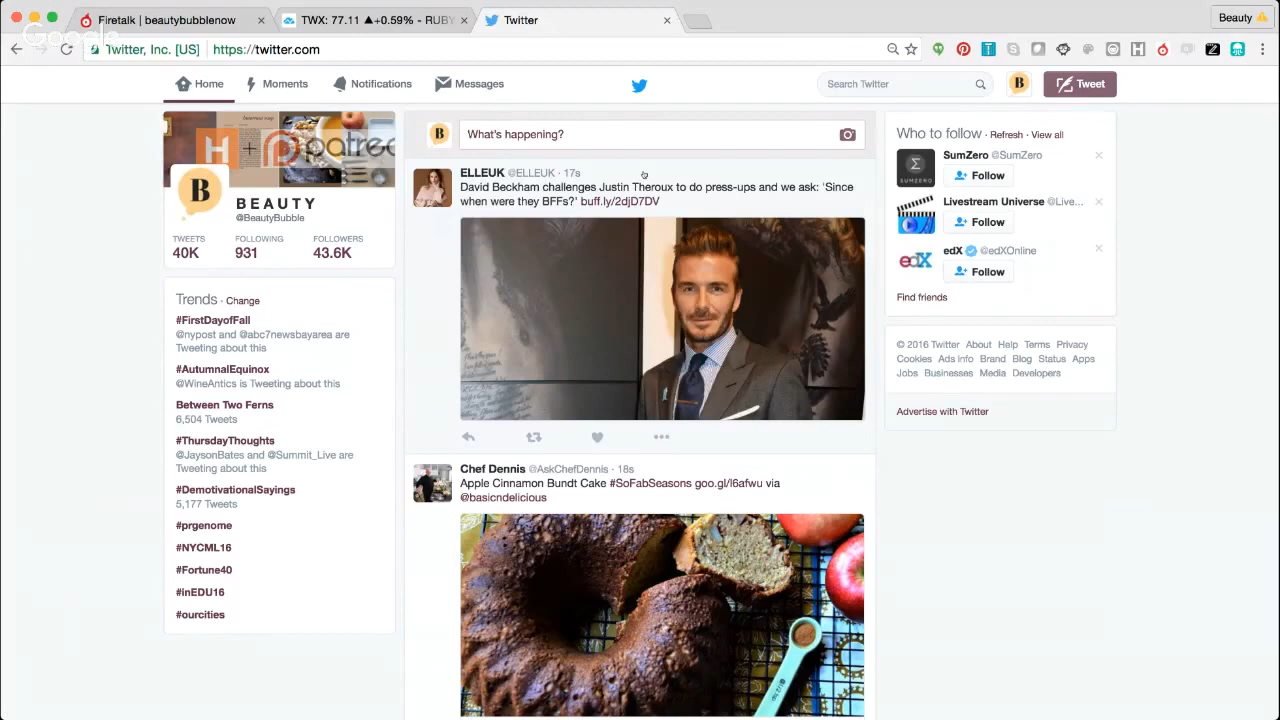 Firetalk | beautybubblenow
TWX: 77.11 ▲+0.59% - RUBY
Twitter
Beauty
Google
Twitter, Inc. [US]
https://twitter.com
Home
Moments
Notifications
Messages
Search Twitter
B
Tweet
H + patreo
B
BEAUTY
@BeautyBubble
TWEETS FOLLOWING FOLLOWERS
40K 931 43.6K
Trends · Change
#FirstDayofFall
@nypost and @abc7newsbayarea are
Tweeting about this
#AutumnalEquinox
@WineAntics is Tweeting about this
Between Two Ferns
6,504 Tweets
#ThursdayThoughts
@JaysonBates and @Summit_Live are
Tweeting about this
#DemotivationalSayings
5,177 Tweets
#prgenome
#NYCML16
#Fortune40
#inEDU16
#ourcities
B
What's happening?
ELLEUK @ELLEUK · 17s
David Beckham challenges Justin Theroux to do press-ups and we ask: 'Since
when were they BFFs?' buff.ly/2djD7DV
Chef Dennis @AskChefDennis · 18s
Apple Cinnamon Bundt Cake #SoFabSeasons goo.gl/l6afwu via
@basicndelicious
Who to follow · Refresh · View all
SUMZERO
SumZero @SumZero
Follow
Livestream Universe @Live...
Follow
edX
edX @edXOnline
Follow
Find friends
© 2016 Twitter About Help Terms Privacy
Cookies Ads info Brand Blog Status Apps
Jobs Businesses Media Developers
Advertise with Twitter